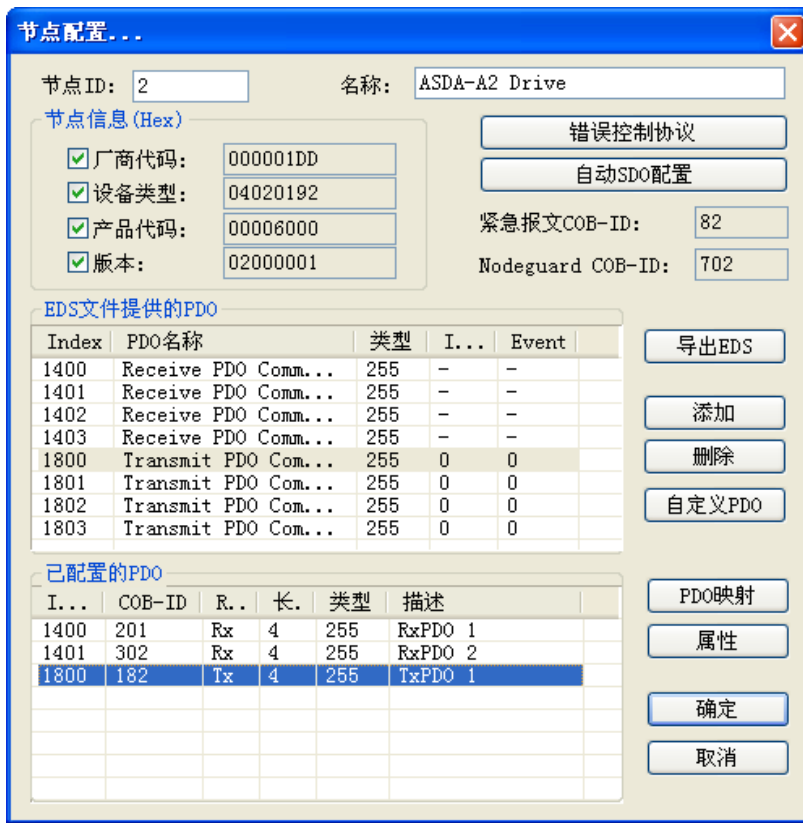 节点配置...
节点ID: 2 名称: ASDA-A2 Drive
节点信息(Hex)
错误控制协议
厂商代码: 000001DD
自动SDO配置
设备类型: 04020192
产品代码: 00006000
紧急报文COB-ID: 82
版本: 02000001
Nodeguard COB-ID: 702
EDS文件提供的PDO
Index PDO名称 类型 I... Event
导出EDS
1400 Receive PDO Comm... 255 - -
1401 Receive PDO Comm... 255 - -
1402 Receive PDO Comm... 255 - -
添加
1403 Receive PDO Comm... 255 - -
1800 Transmit PDO Com... 255 0 0
删除
1801 Transmit PDO Com... 255 0 0
1802 Transmit PDO Com... 255 0 0
自定义PDO
1803 Transmit PDO Com... 255 0 0
已配置的PDO
I... COB-ID R.. 长. 类型 描述
PDO映射
1400 201 Rx 4 255 RxPDO 1
属性
1401 302 Rx 4 255 RxPDO 2
1800 182 Tx 4 255 TxPDO 1
确定
取消